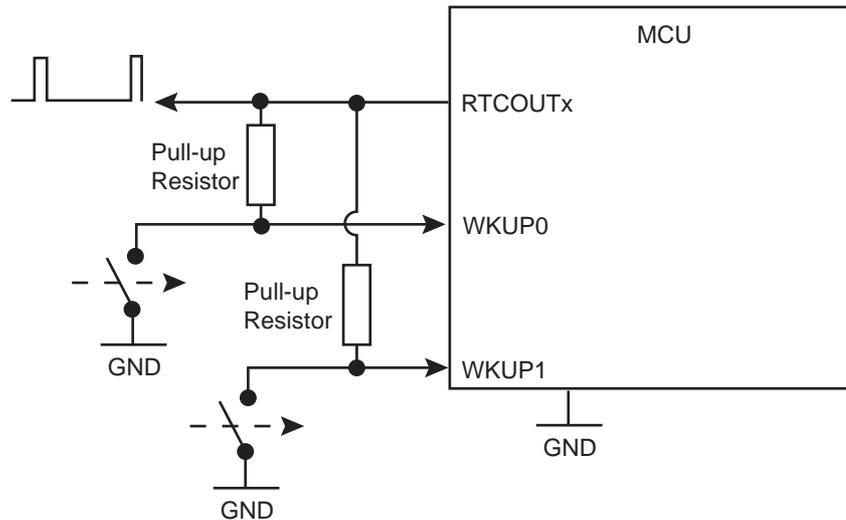 MCU
RTCOUTx
Pull-up
Resistor
WKUP0
Pull-up
Resistor
GND
WKUP1
GND
GND